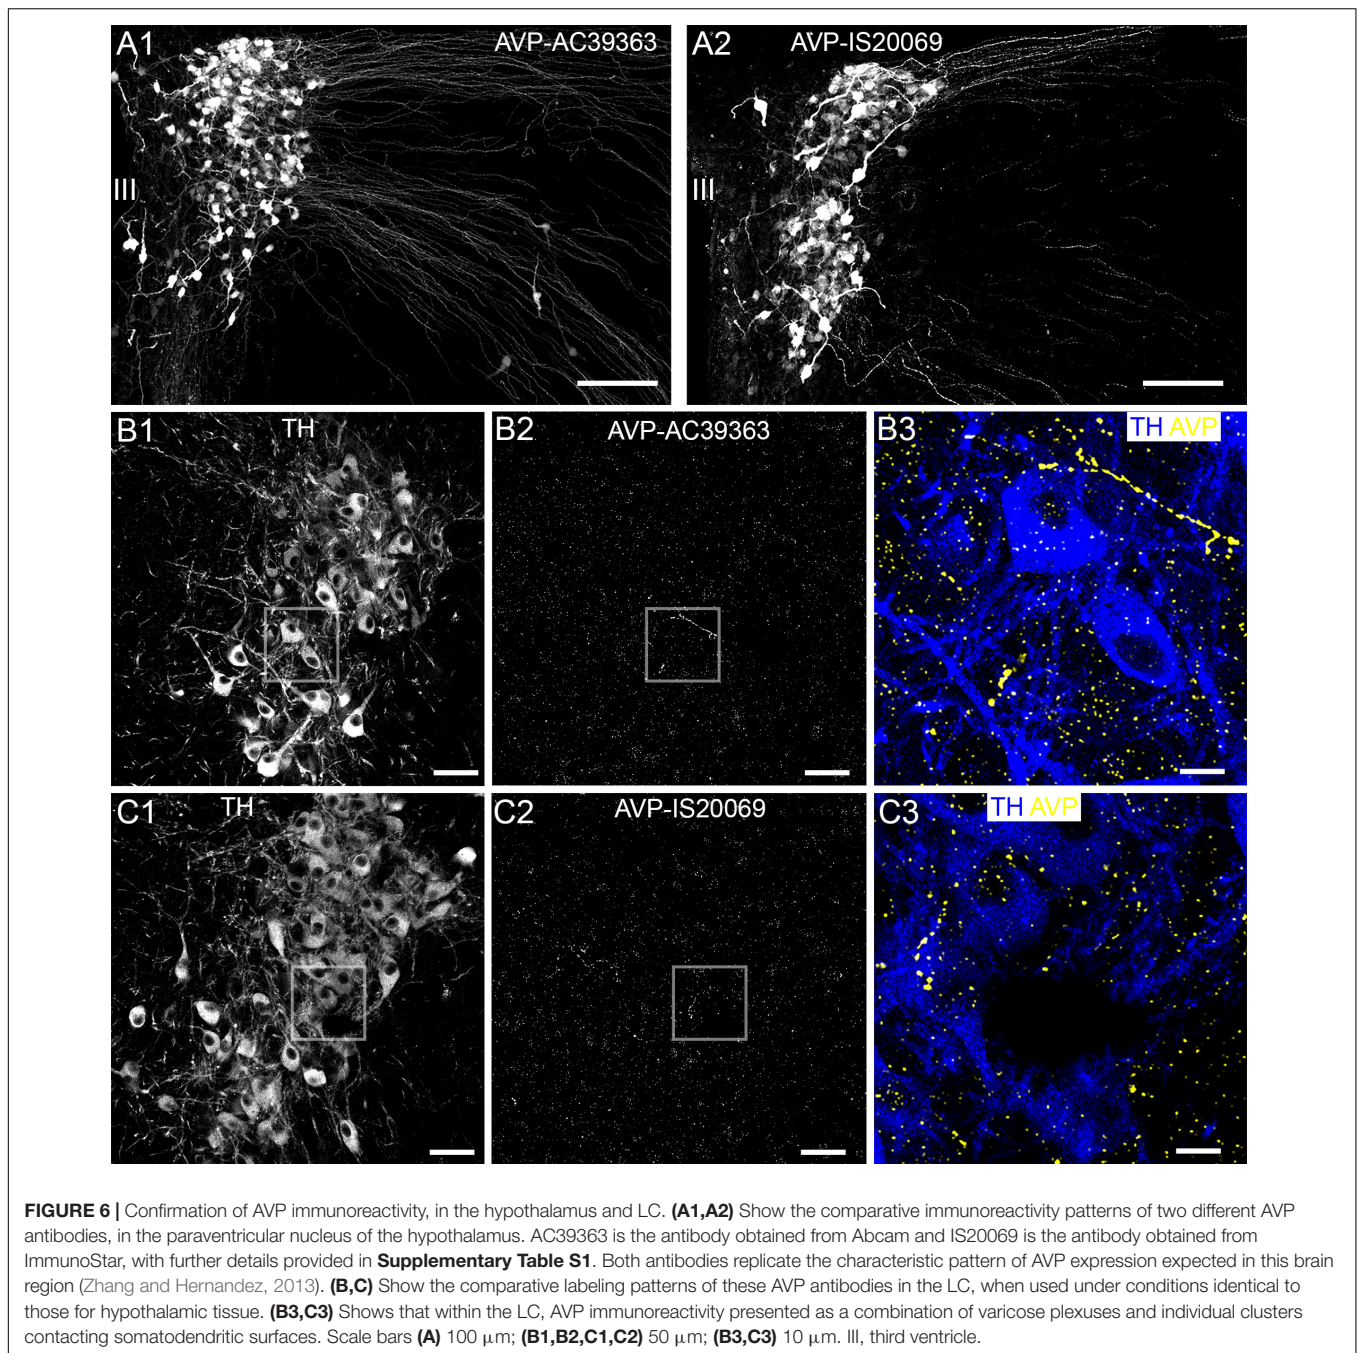 A1
AVP-AC39363
III
A2
AVP-IS20069
III
B1
TH
B2
AVP-AC39363
B3
TH AVP
C1
TH
C2
AVP-IS20069
C3
TH AVP
FIGURE 6 | Confirmation of AVP immunoreactivity, in the hypothalamus and LC. (A1,A2) Show the comparative immunoreactivity patterns of two different AVP
antibodies, in the paraventricular nucleus of the hypothalamus. AC39363 is the antibody obtained from Abcam and IS20069 is the antibody obtained from
ImmunoStar, with further details provided in Supplementary Table S1. Both antibodies replicate the characteristic pattern of AVP expression expected in this brain
region (Zhang and Hernandez, 2013). (B,C) Show the comparative labeling patterns of these AVP antibodies in the LC, when used under conditions identical to
those for hypothalamic tissue. (B3,C3) Shows that within the LC, AVP immunoreactivity presented as a combination of varicose plexuses and individual clusters
contacting somatodendritic surfaces. Scale bars (A) 100 μm; (B1,B2,C1,C2) 50 μm; (B3,C3) 10 μm. III, third ventricle.